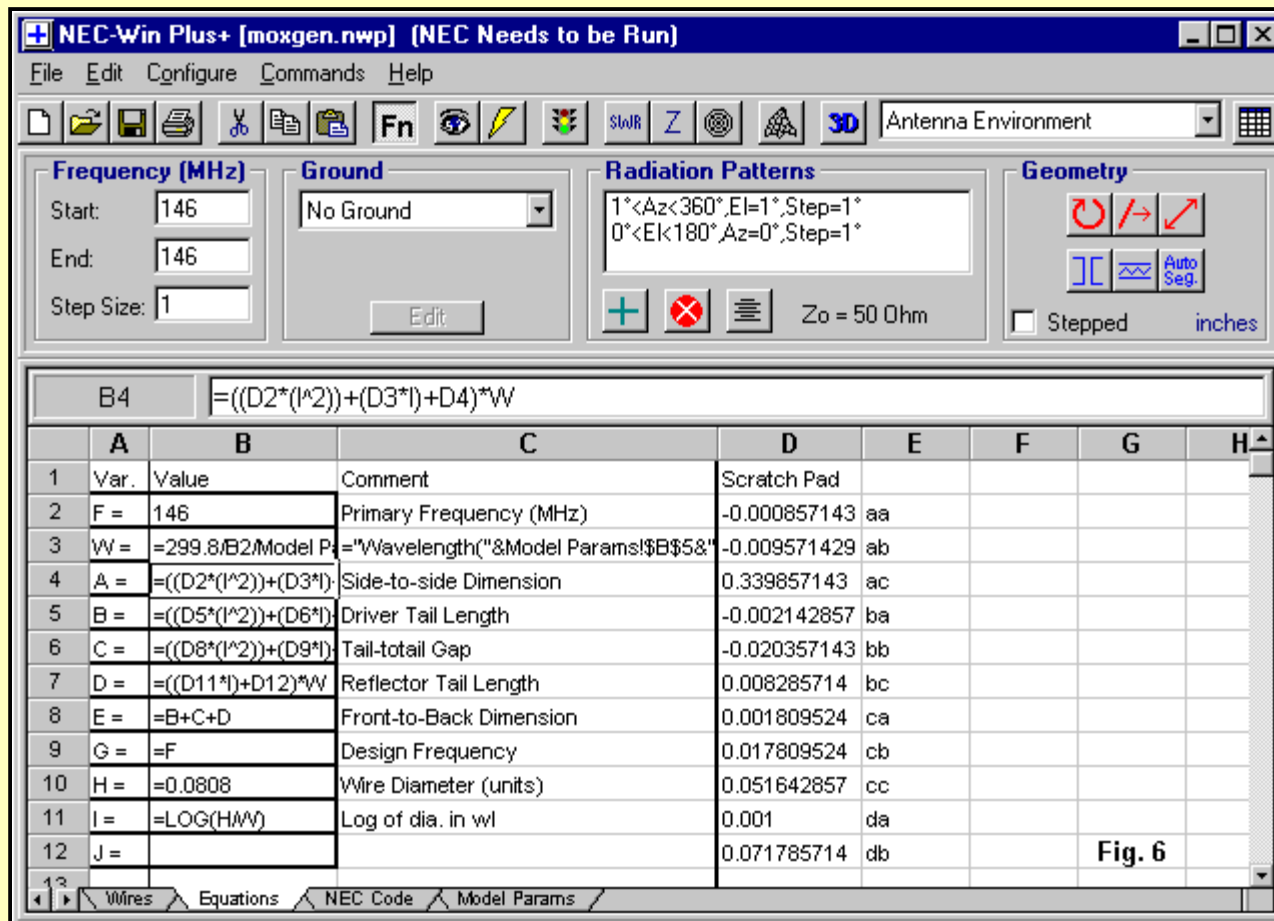 NEC-Win Plus+ [moxgen.nwp] (NEC Needs to be Run)
File Edit Configure Commands Help
Fn SWR Z 3D Antenna Environment
Frequency (MHz) Ground Radiation Patterns Geometry
Start: 146 No Ground 1°<Az<360°,El=1°,Step=1°
0°<El<180°,Az=0°,Step=1°
End: 146
Auto Seg.
Step Size: 1 Edit Zo = 50 Ohm Stepped inches
B4 =((D2*(I^2))+(D3*I)+D4)*W
A B C D E F G H
1 Var. Value Comment Scratch Pad
2 F = 146 Primary Frequency (MHz) -0.000857143 aa
3 W = =299.8/B2/Model Pa ="Wavelength("&Model Params!$B$5&" -0.009571429 ab
4 A = =((D2*(I^2))+(D3*I)- Side-to-side Dimension 0.339857143 ac
5 B = =((D5*(I^2))+(D6*I)- Driver Tail Length -0.002142857 ba
6 C = =((D8*(I^2))+(D9*I)- Tail-totail Gap -0.020357143 bb
7 D = =((D11*I)+D12)*W Reflector Tail Length 0.008285714 bc
8 E = =B+C+D Front-to-Back Dimension 0.001809524 ca
9 G = =F Design Frequency 0.017809524 cb
10 H = =0.0808 Wire Diameter (units) 0.051642857 cc
11 I = =LOG(H/W) Log of dia. in wl 0.001 da
12 J = 0.071785714 db Fig. 6
13
Wires Equations NEC Code Model Params